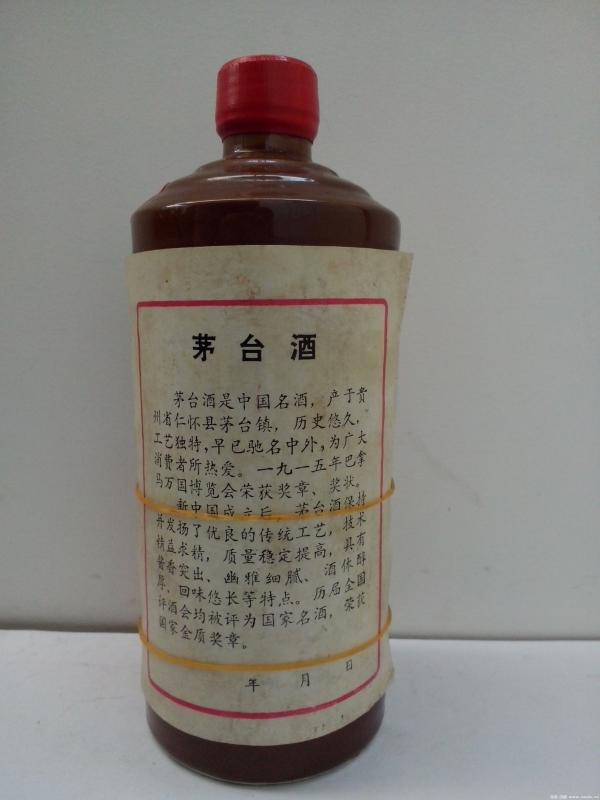 茅台酒
茅台酒是中国名酒，产于贵
州省仁怀县茅台镇，历史悠久，
工艺独特，早已驰名中外，为广大
消费者所热爱。一九一五年巴拿
马万国博览会荣获奖章、奖状。
新中国成立后，茅台酒保持
并发扬了优良的传统工艺，技术
精益求精，质量稳定提高，具有
酱香突出、幽雅细腻、酒体醇
厚、回味悠长等特点。历届全国
评酒会均被评为国家名酒，荣获
国家金质奖章。
年 月 日